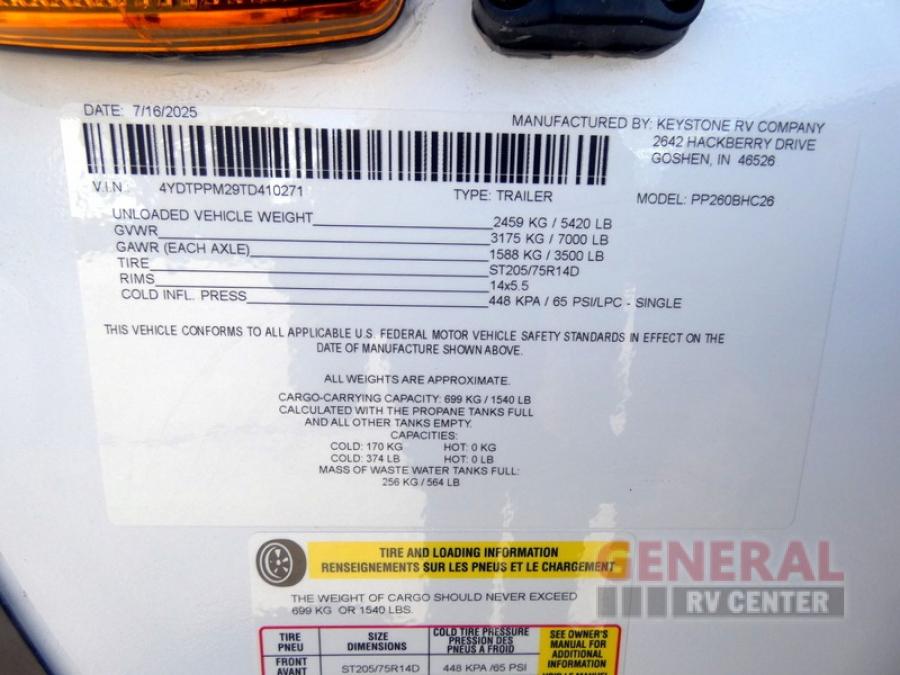 DATE: 7/16/2025
MANUFACTURED BY: KEYSTONE RV COMPANY
2642 HACKBERRY DRIVE
GOSHEN, IN 46526
V.I.N.: 4YDTPPM29TD410271 TYPE: TRAILER MODEL: PP260BHC26
UNLOADED VEHICLE WEIGHT 2459 KG / 5420 LB
GVWR 3175 KG / 7000 LB
GAWR (EACH AXLE) 1588 KG / 3500 LB
TIRE ST205/75R14D
RIMS 14x5.5
COLD INFL. PRESS 448 KPA / 65 PSI/LPC - SINGLE
THIS VEHICLE CONFORMS TO ALL APPLICABLE U.S. FEDERAL MOTOR VEHICLE SAFETY STANDARDS IN EFFECT ON THE
DATE OF MANUFACTURE SHOWN ABOVE.
ALL WEIGHTS ARE APPROXIMATE.
CARGO-CARRYING CAPACITY: 699 KG / 1540 LB
CALCULATED WITH THE PROPANE TANKS FULL
AND ALL OTHER TANKS EMPTY.
CAPACITIES:
COLD: 170 KG HOT: 0 KG
COLD: 374 LB HOT: 0 LB
MASS OF WASTE WATER TANKS FULL:
256 KG / 564 LB
TIRE AND LOADING INFORMATION
RENSEIGNEMENTS SUR LES PNEUS ET LE CHARGEMENT
GENERAL
RV CENTER
THE WEIGHT OF CARGO SHOULD NEVER EXCEED
699 KG OR 1540 LBS.
TIRE
PNEU
SIZE
DIMENSIONS
COLD TIRE PRESSURE
PRESSION DES
PNEUS A FROID
SEE OWNER'S
MANUAL FOR
ADDITIONAL
INFORMATION
VOIR LE MANUEL
FRONT
AVANT
ST205/75R14D
448 KPA /65 PSI